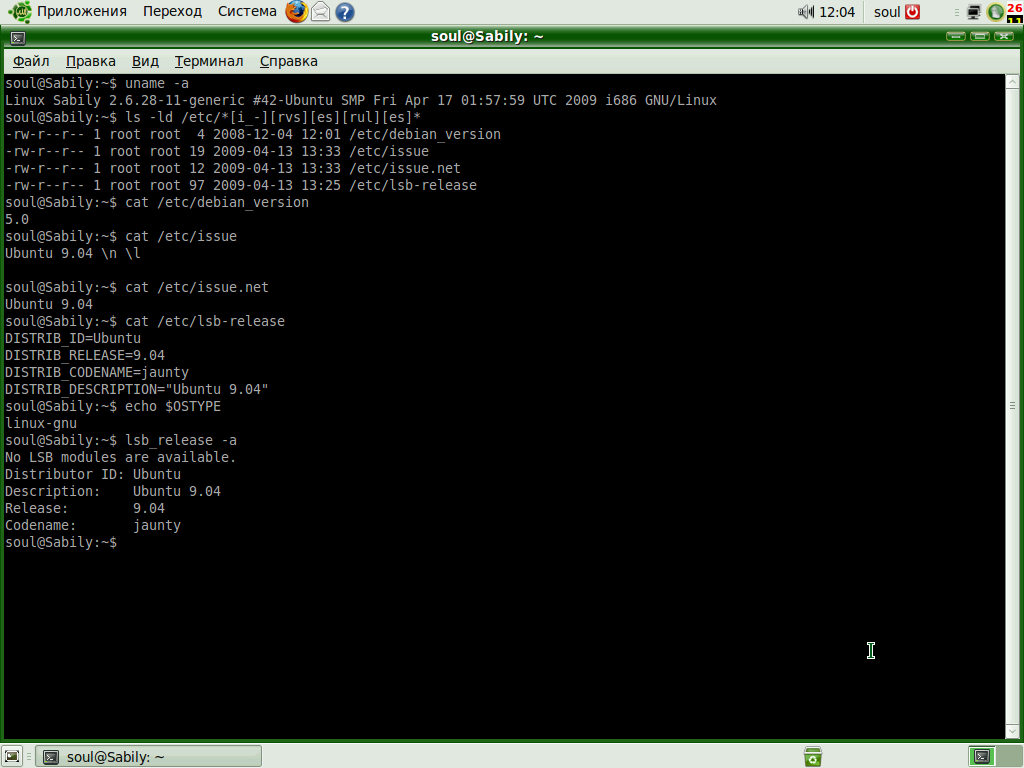 Приложения Переход Система 12:04 soul 26
11
soul@Sabily: ~
Файл Правка Вид Терминал Справка
soul@Sabily:~$ uname -a
Linux Sabily 2.6.28-11-generic #42-Ubuntu SMP Fri Apr 17 01:57:59 UTC 2009 i686 GNU/Linux
soul@Sabily:~$ ls -ld /etc/*[i_-][rvs][es][rul][es]*
-rw-r--r-- 1 root root  4 2008-12-04 12:01 /etc/debian_version
-rw-r--r-- 1 root root 19 2009-04-13 13:33 /etc/issue
-rw-r--r-- 1 root root 12 2009-04-13 13:33 /etc/issue.net
-rw-r--r-- 1 root root 97 2009-04-13 13:25 /etc/lsb-release
soul@Sabily:~$ cat /etc/debian_version
5.0
soul@Sabily:~$ cat /etc/issue
Ubuntu 9.04 \n \l
soul@Sabily:~$ cat /etc/issue.net
Ubuntu 9.04
soul@Sabily:~$ cat /etc/lsb-release
DISTRIB_ID=Ubuntu
DISTRIB_RELEASE=9.04
DISTRIB_CODENAME=jaunty
DISTRIB_DESCRIPTION="Ubuntu 9.04"
soul@Sabily:~$ echo $OSTYPE
linux-gnu
soul@Sabily:~$ lsb_release -a
No LSB modules are available.
Distributor ID: Ubuntu
Description:    Ubuntu 9.04
Release:        9.04
Codename:       jaunty
soul@Sabily:~$
soul@Sabily: ~